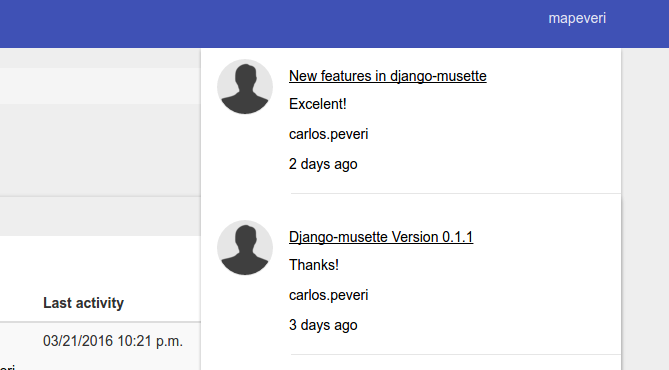 mapeveri
New features in django-musette
Excelent!
carlos.peveri
2 days ago
Django-musette Version 0.1.1
Thanks!
carlos.peveri
3 days ago
Last activity
03/21/2016 10:21 p.m.